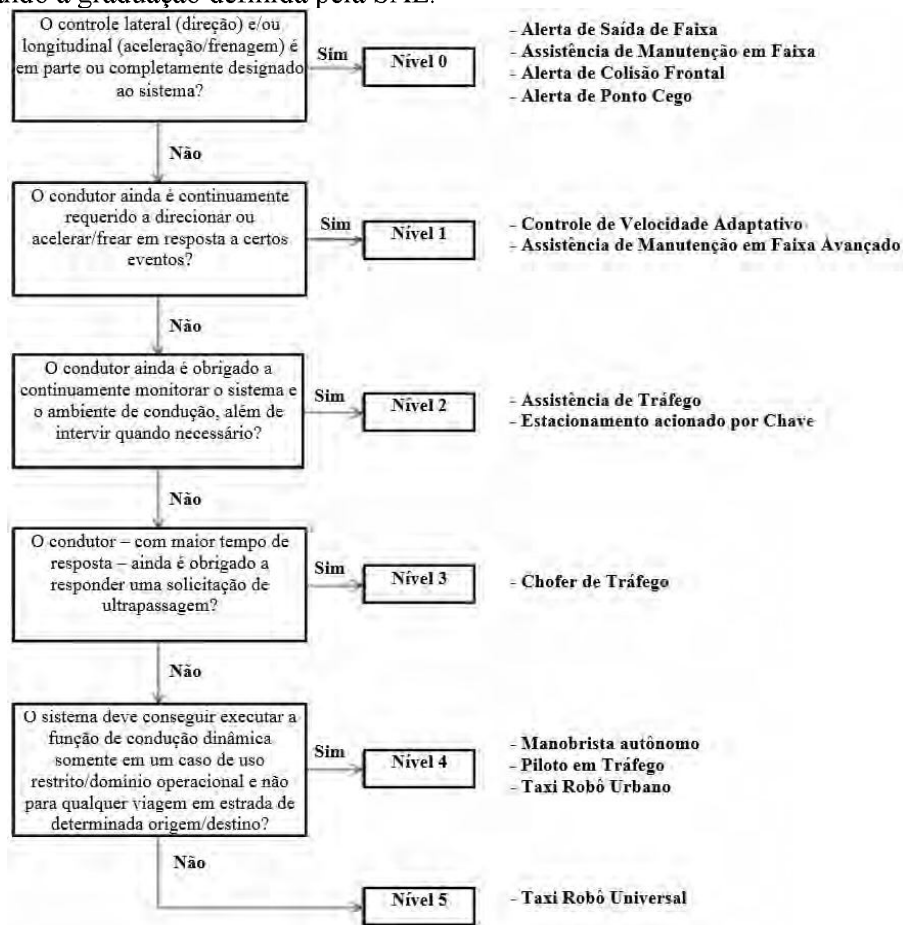 ando a graduação definida pela SAE.
O controle lateral (direção) e/ou
longitudinal (aceleração/frenagem) é
em parte ou completamente designado
ao sistema?
Sim
Nível 0
- Alerta de Saída de Faixa
- Assistência de Manutenção em Faixa
- Alerta de Colisão Frontal
- Alerta de Ponto Cego
Não
O condutor ainda é continuamente
requerido a direcionar ou
acelerar/frear em resposta a certos
eventos?
Sim
Nível 1
- Controle de Velocidade Adaptativo
- Assistência de Manutenção em Faixa Avançado
Não
O condutor ainda é obrigado a
continuamente monitorar o sistema e
o ambiente de condução, além de
intervir quando necessário?
Sim
Nível 2
- Assistência de Tráfego
- Estacionamento acionado por Chave
Não
O condutor – com maior tempo de
resposta – ainda é obrigado a
responder uma solicitação de
ultrapassagem?
Sim
Nível 3
- Chofer de Tráfego
Não
O sistema deve conseguir executar a
função de condução dinâmica
somente em um caso de uso
restrito/domínio operacional e não
para qualquer viagem em estrada de
determinada origem/destino?
Sim
Nível 4
- Manobrista autônomo
- Piloto em Tráfego
- Taxi Robô Urbano
Não
Nível 5
- Taxi Robô Universal